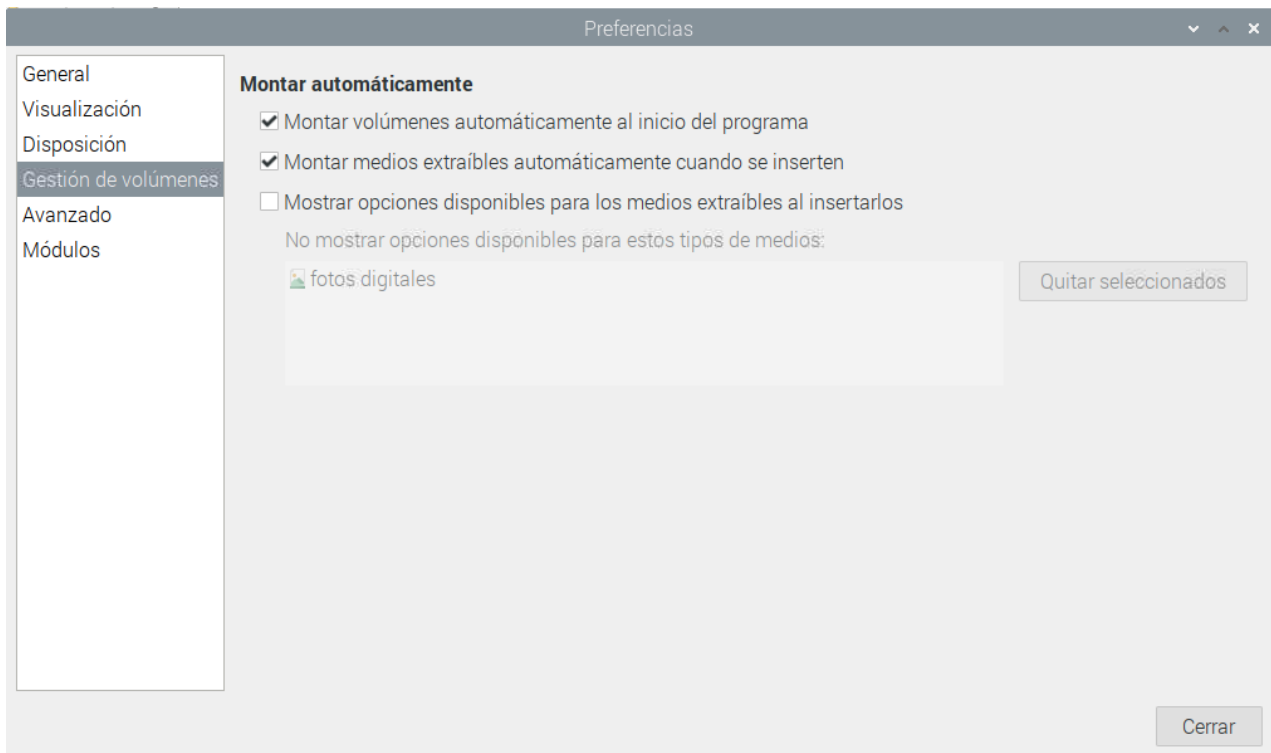 Preferencias
General
Visualización
Disposición
Gestión de volúmenes
Avanzado
Módulos
Montar automáticamente
Montar volúmenes automáticamente al inicio del programa
Montar medios extraíbles automáticamente cuando se inserten
Mostrar opciones disponibles para los medios extraíbles al insertarlos
No mostrar opciones disponibles para estos tipos de medios:
fotos digitales
Quitar seleccionados
Cerrar